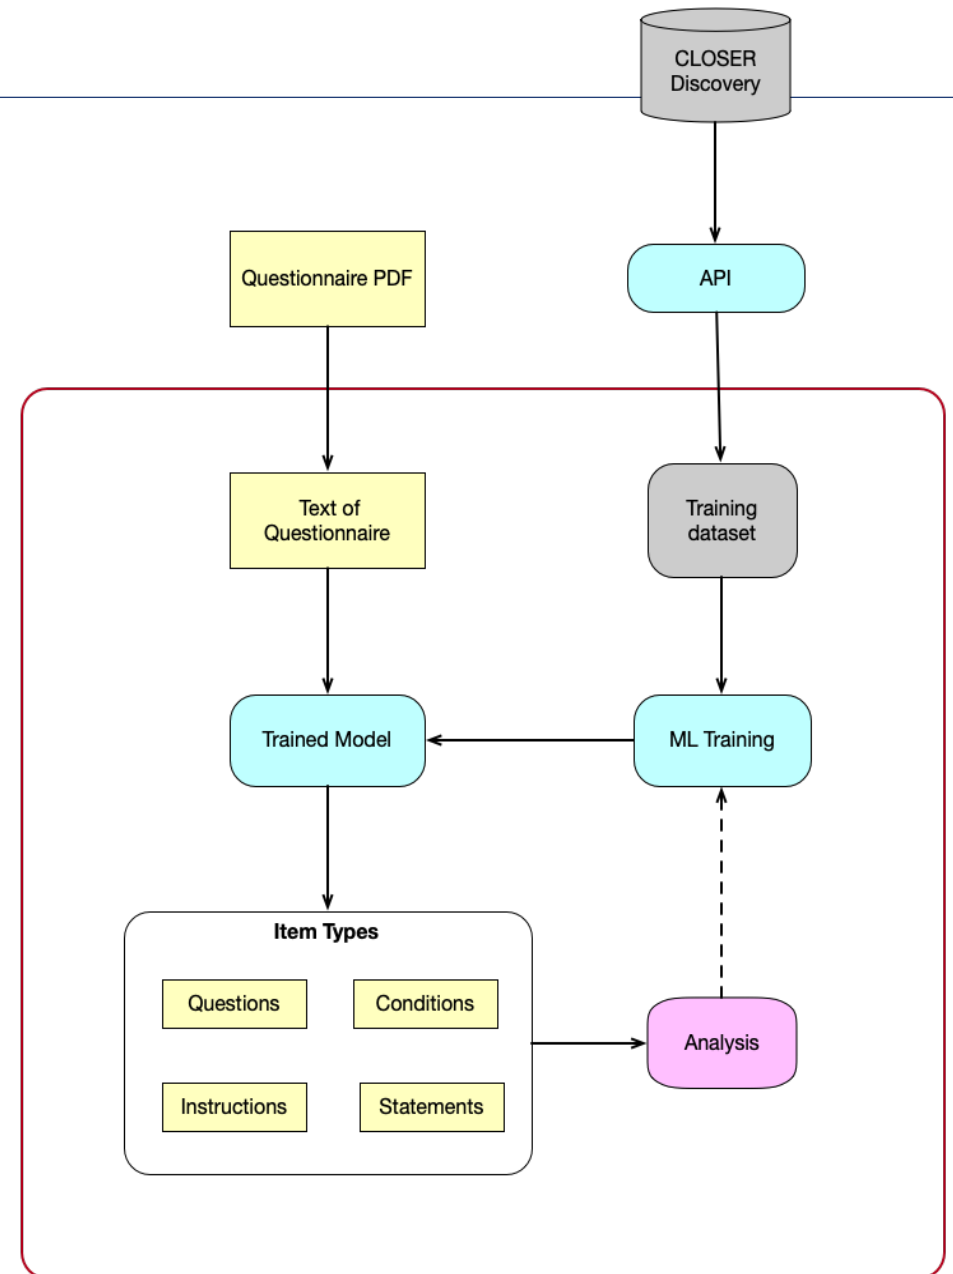 CLOSER
Discovery
Questionnaire PDF
API
Text of
Questionnaire
Training
dataset
Trained Model
ML Training
Item Types
Questions
Conditions
Analysis
Instructions
Statements